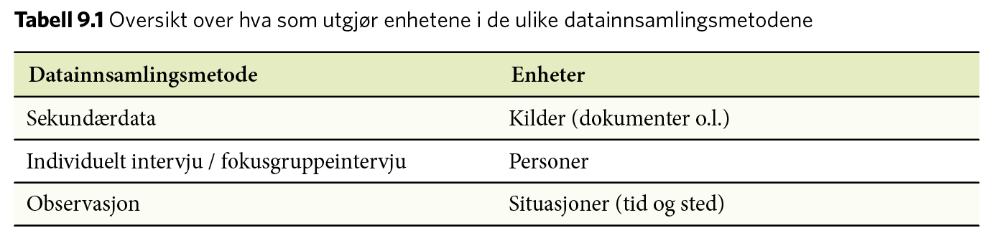 Tabell 9.1 Oversikt over hva som utgjør enhetene i de ulike datainnsamlingsmetodene
Datainnsamlingsmetode Enheter
Sekundærdata Kilder (dokumenter o.l.)
Individuelt intervju / fokusgruppeintervju Personer
Observasjon Situasjoner (tid og sted)